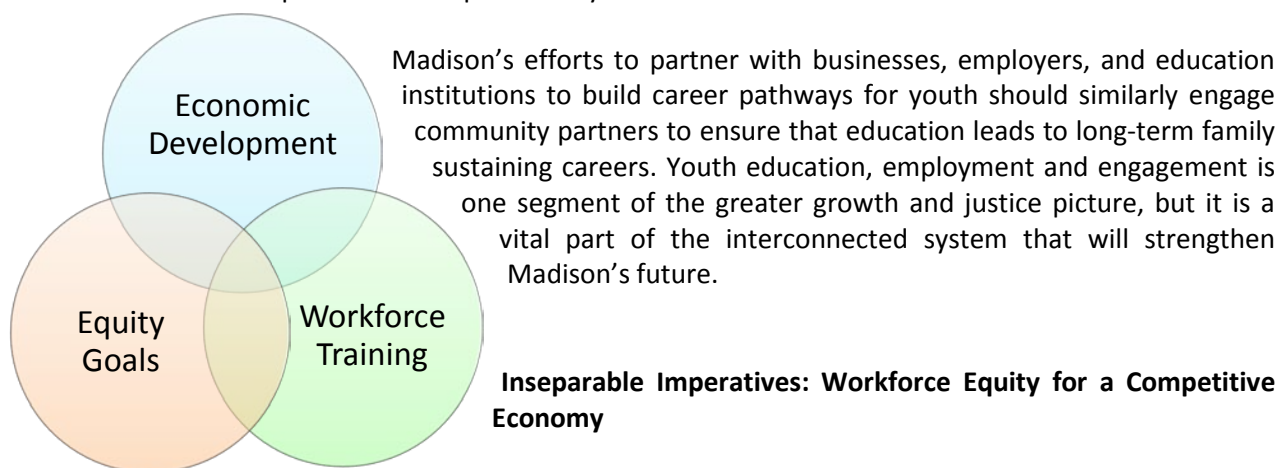 Madison’s efforts to partner with businesses, employers, and education
institutions to build career pathways for youth should similarly engage
community partners to ensure that education leads to long-term family
sustaining careers. Youth education, employment and engagement is
one segment of the greater growth and justice picture, but it is a
vital part of the interconnected system that will strengthen
Madison’s future.
Economic
Development
Equity
Goals
Workforce
Training
Inseparable Imperatives: Workforce Equity for a Competitive
Economy